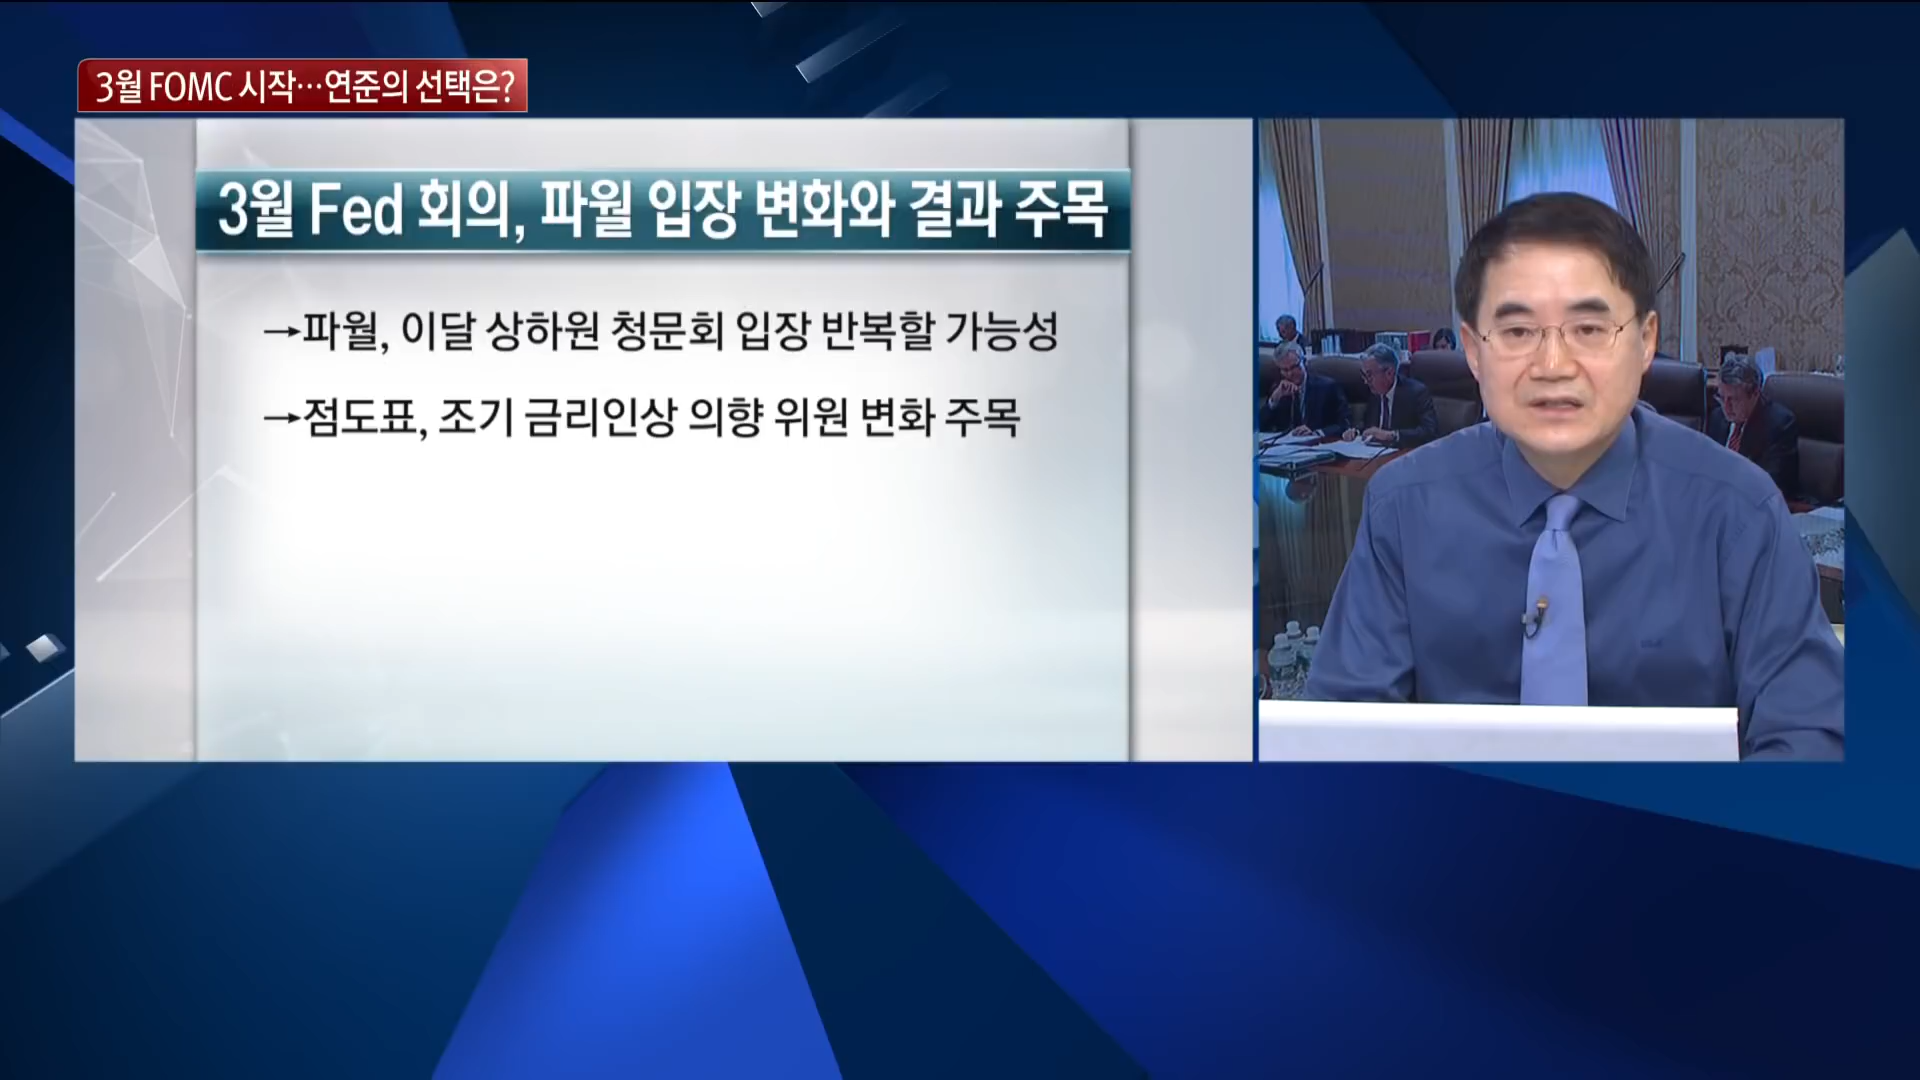 3월 FOMC 시작…연준의 선택은?
3월 Fed 회의, 파월 입장 변화와 결과 주목
→파월, 이달 상하원 청문회 입장 반복할 가능성
→점도표, 조기 금리인상 의향 위원 변화 주목